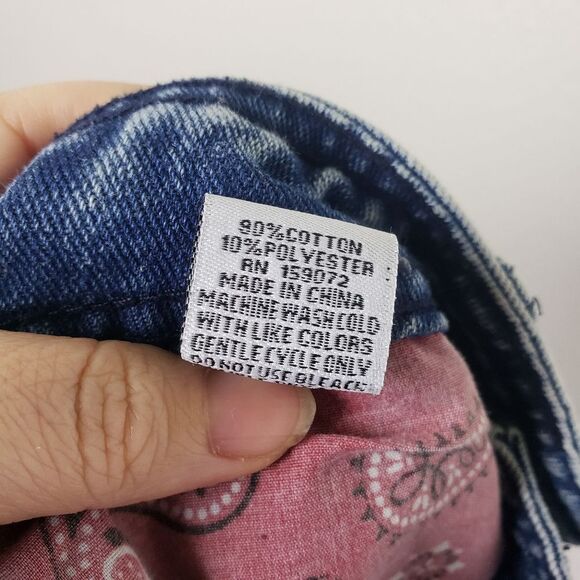 90%COTTON
10%POLYESTER
RN 159072
MADE IN CHINA
MACHINE WASH COLD
WITH LIKE COLORS
GENTLE CYCLE ONLY
DO NOT USE BLEACH